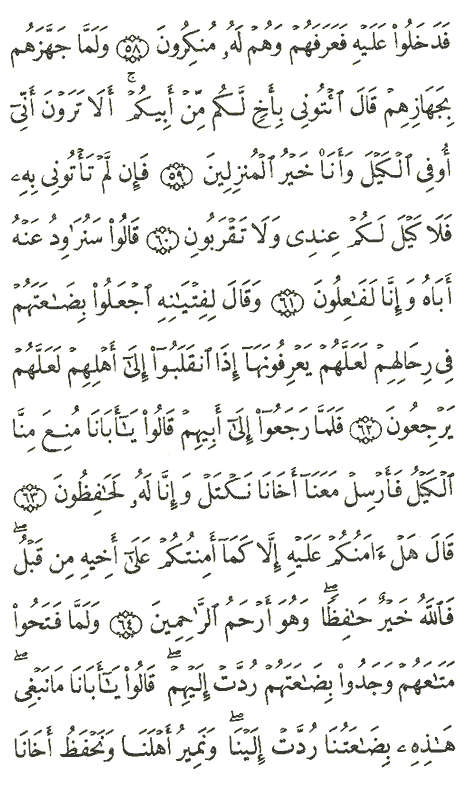 فَدَخَلُوا۟ عَلَيْهِ فَعَرَفَهُمْ وَهُمْ لَهُۥ مُنكِرُونَ ٥٨ وَلَمَّا جَهَّزَهُم
بِجَهَازِهِمْ قَالَ ٱئْتُونِى بِأَخٍ لَّكُم مِّنْ أَبِيكُمْ ۚ أَلَا تَرَوْنَ أَنِّىٓ
أُوفِى ٱلْكَيْلَ وَأَنَا۠ خَيْرُ ٱلْمُنزِلِينَ ٥٩ فَإِن لَّمْ تَأْتُونِى بِهِۦ
فَلَا كَيْلَ لَكُمْ عِندِى وَلَا تَقْرَبُونِ ٦٠ قَالُوا۟ سَنُرَٰوِدُ عَنْهُ
أَبَاهُ وَإِنَّا لَفَـٰعِلُونَ ٦١ وَقَالَ لِفِتْيَـٰنِهِ ٱجْعَلُوا۟ بِضَـٰعَتَهُمْ
فِى رِحَالِهِمْ لَعَلَّهُمْ يَعْرِفُونَهَآ إِذَا ٱنقَلَبُوٓا۟ إِلَىٰٓ أَهْلِهِمْ لَعَلَّهُمْ
يَرْجِعُونَ ٦٢ فَلَمَّا رَجَعُوٓا۟ إِلَىٰٓ أَبِيهِمْ قَالُوا۟ يَـٰٓأَبَانَا مُنِعَ مِنَّا
ٱلْكَيْلُ فَأَرْسِلْ مَعَنَآ أَخَانَا نَكْتَلْ وَإِنَّا لَهُۥ لَحَـٰفِظُونَ ٦٣
قَالَ هَلْ ءَامَنُكُمْ عَلَيْهِ إِلَّا كَمَآ أَمِنتُكُمْ عَلَىٰٓ أَخِيهِ مِن قَبْلُ ۖ
فَٱللَّهُ خَيْرٌ حَـٰفِظًا ۖ وَهُوَ أَرْحَمُ ٱلرَّٰحِمِينَ ٦٤ وَلَمَّا فَتَحُوا۟
مَتَـٰعَهُمْ وَجَدُوا۟ بِضَـٰعَتَهُمْ رُدَّتْ إِلَيْهِمْ ۖ قَالُوا۟ يَـٰٓأَبَانَا مَا نَبْغِى ۖ
هَـٰذِهِۦ بِضَـٰعَتُنَا رُدَّتْ إِلَيْنَا ۖ وَنَمِيرُ أَهْلَنَا وَنَحْفَظُ أَخَانَا